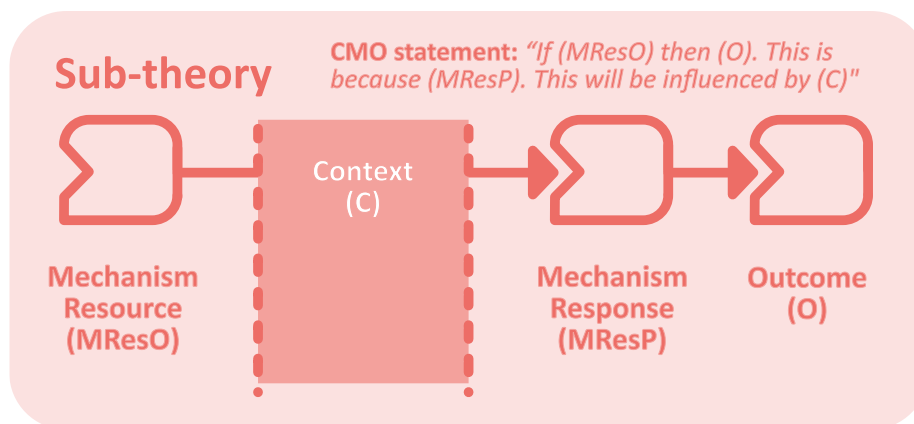 Sub-theory
CMO statement: “If (MResO) then (O). This is
because (MResP). This will be influenced by (C)"
Context
(C)
Mechanism
Resource
(MResO)
Mechanism
Response
(MResP)
Outcome
(O)